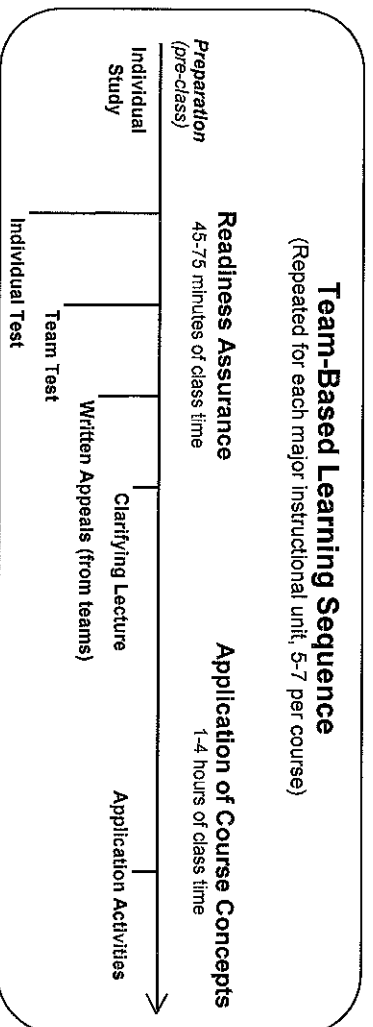 Team-Based Learning Sequence
(Repeated for each major instructional unit, 5-7 per course)
Preparation
(pre-class)
Readiness Assurance
45-75 minutes of class time
Application of Course Concepts
1-4 hours of class time
Individual
Study
Individual Test
Team Test
Written Appeals (from teams)
Clarifying Lecture
Application Activities